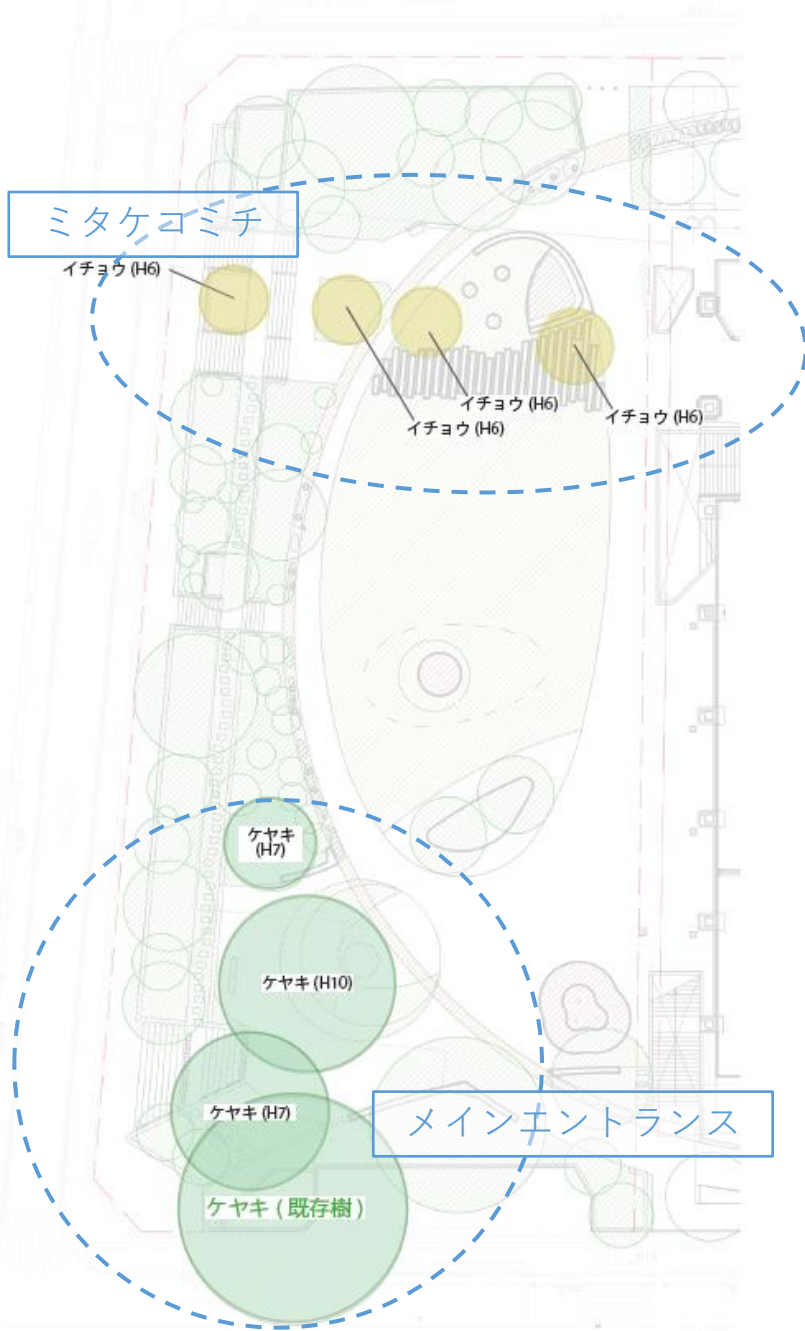 ミタケコミチ
イチョウ (H6)
イチョウ (H6)
イチョウ (H6)
イチョウ (H6)
ケヤキ
(H7)
ケヤキ (H10)
ケヤキ (H7)
メインエントランス
ケヤキ ( 既存樹 )